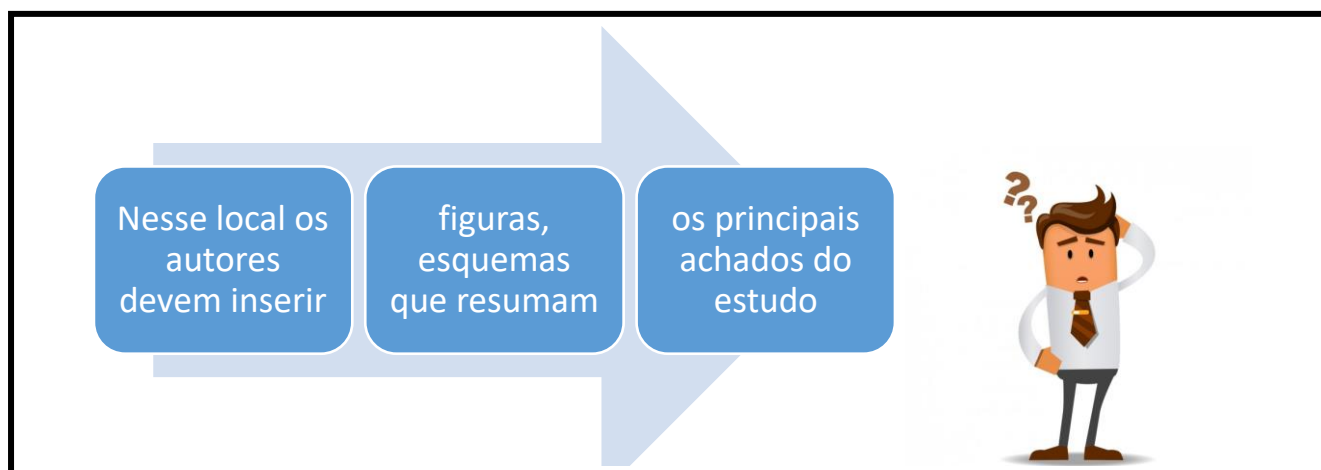 Nesse local os
autores
devem inserir
figuras,
esquemas
que resumam
os principais
achados do
estudo
??